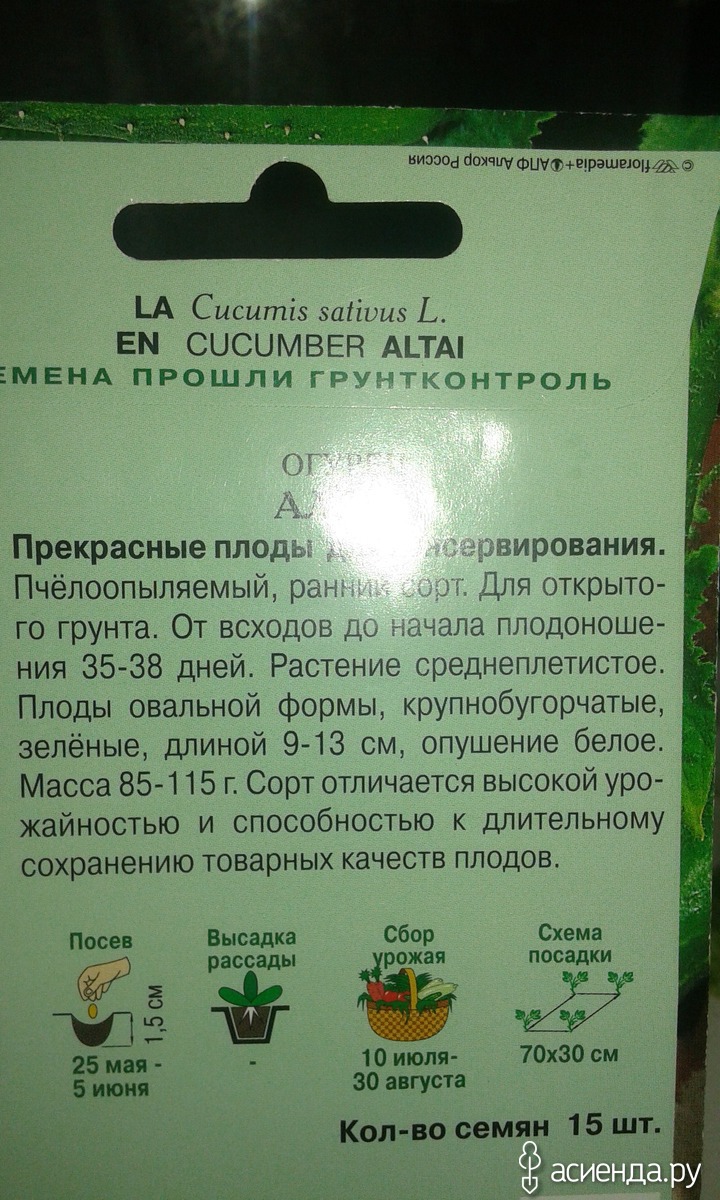 © floramedia + АПФ Алькор Россия
LA Cucumis sativus L.
EN CUCUMBER ALTAI
ЕМЕНА ПРОШЛИ ГРУНТКОНТРОЛЬ
Прекрасные плоды
Пчёлоопыляемый, ранний сорт. Для открыто-
го грунта. От всходов до начала плодоноше-
ния 35-38 дней. Растение среднеплетистое.
Плоды овальной формы, крупнобугорчатые,
зелёные, длиной 9-13 см, опушение белое.
Масса 85-115 г. Сорт отличается высокой уро-
жайностью и способностью к длительному
сохранению товарных качеств плодов.
Посев
1,5 см
25 мая -
5 июня
Высадка
рассады
-
Сбор
урожая
10 июля-
30 августа
Схема
посадки
70х30 см
Кол-во семян 15 шт.
асиенда.ру